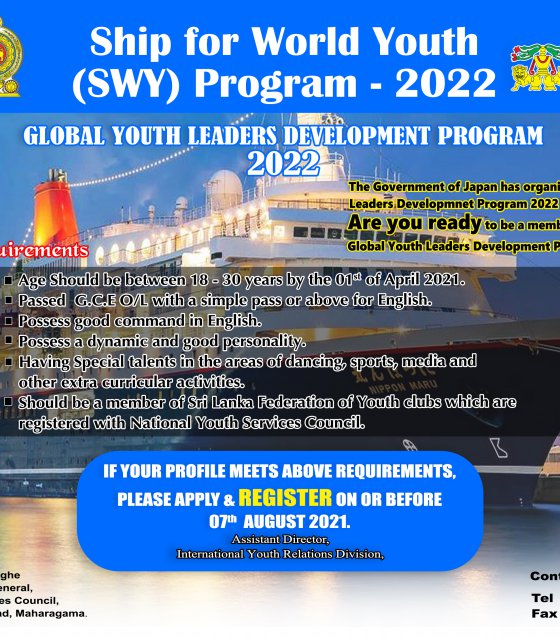 Ship for World Youth
(SWY) Program - 2022
GLOBAL YOUTH LEADERS DEVELOPMENT PROGRAM
2022
The Government of Japan has organi
Leaders Developmnet Program 2022
Are you ready to be a memb
Global Youth Leaders Development P
uirements
Age Should be between 18 - 30 years by the 01st of April 2021.
Passed G.C.E O/L with a simple pass or above for English.
Possess good command in English.
Possess a dynamic and good personality.
Having Special talents in the areas of dancing, sports, media and
other extra curricular activities.
Should be a member of Sri Lanka Federation of Youth clubs which are
registered with National Youth Services Council.
NIPPON MARU
IF YOUR PROFILE MEETS ABOVE REQUIREMENTS,
PLEASE APPLY & REGISTER ON OR BEFORE
07th AUGUST 2021.
Assistant Director,
International Youth Relations Division,
ghe
eneral,
es Council,
ad, Maharagama.
Cont
Tel
Fax